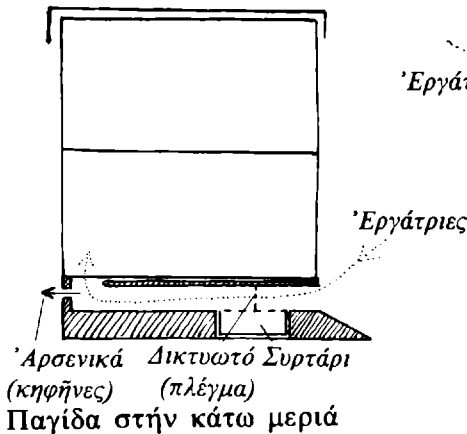 Ἐργάτ
Ἐργάτριες
Ἀρσενικά Δικτυωτό Συρτάρι
(κηφῆνες) (πλέγμα)
Παγίδα στήν κάτω μεριά